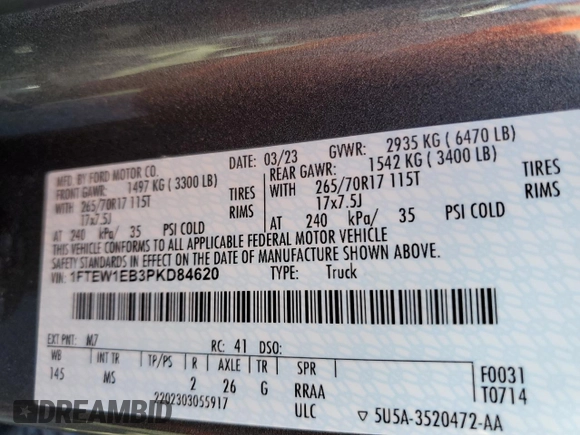 MFD. BY FORD MOTOR CO.
DATE: 03/23 GVWR: 2935 KG ( 6470 LB)
FRONT GAWR: 1497 KG ( 3300 LB) REAR GAWR: 1542 KG ( 3400 LB)
WITH 265/70R17 115T TIRES WITH 265/70R17 115T TIRES
17x7.5J RIMS 17x7.5J RIMS
AT 240 kPa/ 35 PSI COLD AT 240 kPa/ 35 PSI COLD
THIS VEHICLE CONFORMS TO ALL APPLICABLE FEDERAL MOTOR VEHICLE
SAFETY STANDARDS IN EFFECT ON THE DATE OF MANUFACTURE SHOWN ABOVE.
VIN: 1FTEW1EB3PKD84620 TYPE: Truck
EXT PNT: M7 RC: 41 DSO:
WB INT TR TP/PS R AXLE TR SPR
145 MS 2 26 G RRAA
2202303055917 ULC
F0031
T0714
▽ 5U5A-3520472-AA
DREAMBID